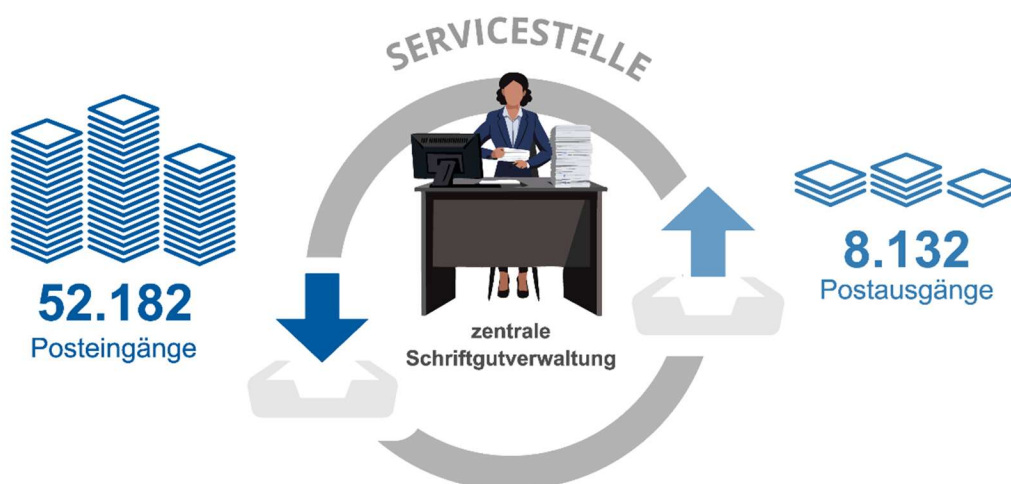 SERVICESTELLE
52.182
Posteingänge
zentrale
Schriftgutverwaltung
8.132
Postausgänge